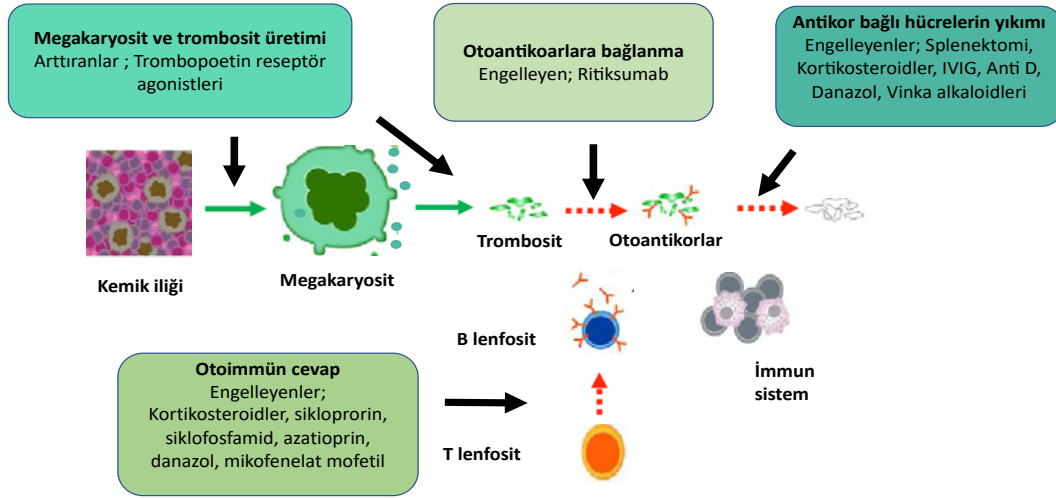 Megakaryosit ve trombosit üretimi
Arttıranlar ; Trombopoetin reseptör
agonistleri
Otoantikoarlara bağlanma
Engelleyen; Ritiksumab
Antikor bağlı hücrelerin yıkımı
Engelleyenler; Splenektomi,
Kortikosteroidler, IVIG, Anti D,
Danazol, Vinka alkaloidleri
Kemik iliği
Megakaryosit
Trombosit
Otoantikorlar
B lenfosit
İmmun
sistem
Otoimmün cevap
Engelleyenler;
Kortikosteroidler, sikloprorin,
siklofosfamid, azatioprin,
danazol, mikofenelat mofetil
T lenfosit